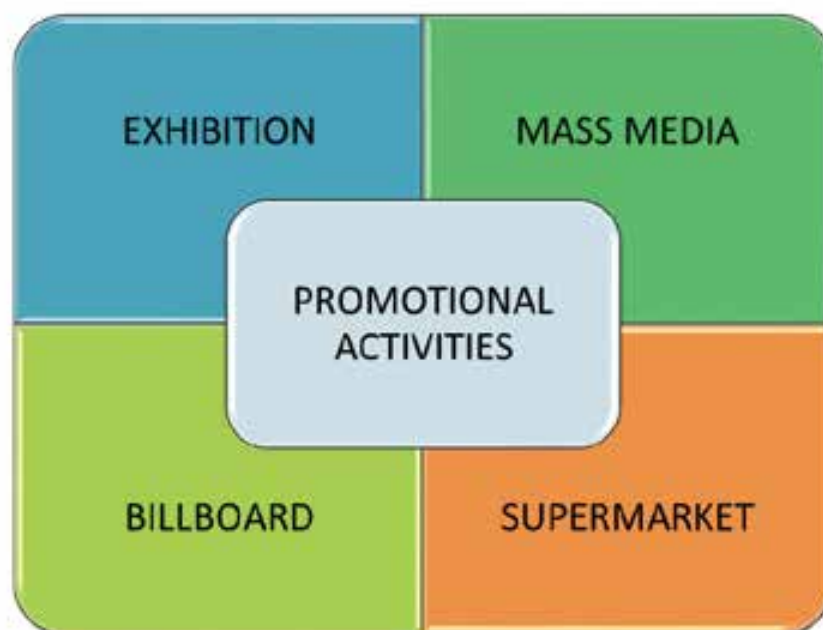 EXHIBITION
MASS MEDIA
PROMOTIONAL
ACTIVITIES
BILLBOARD
SUPERMARKET